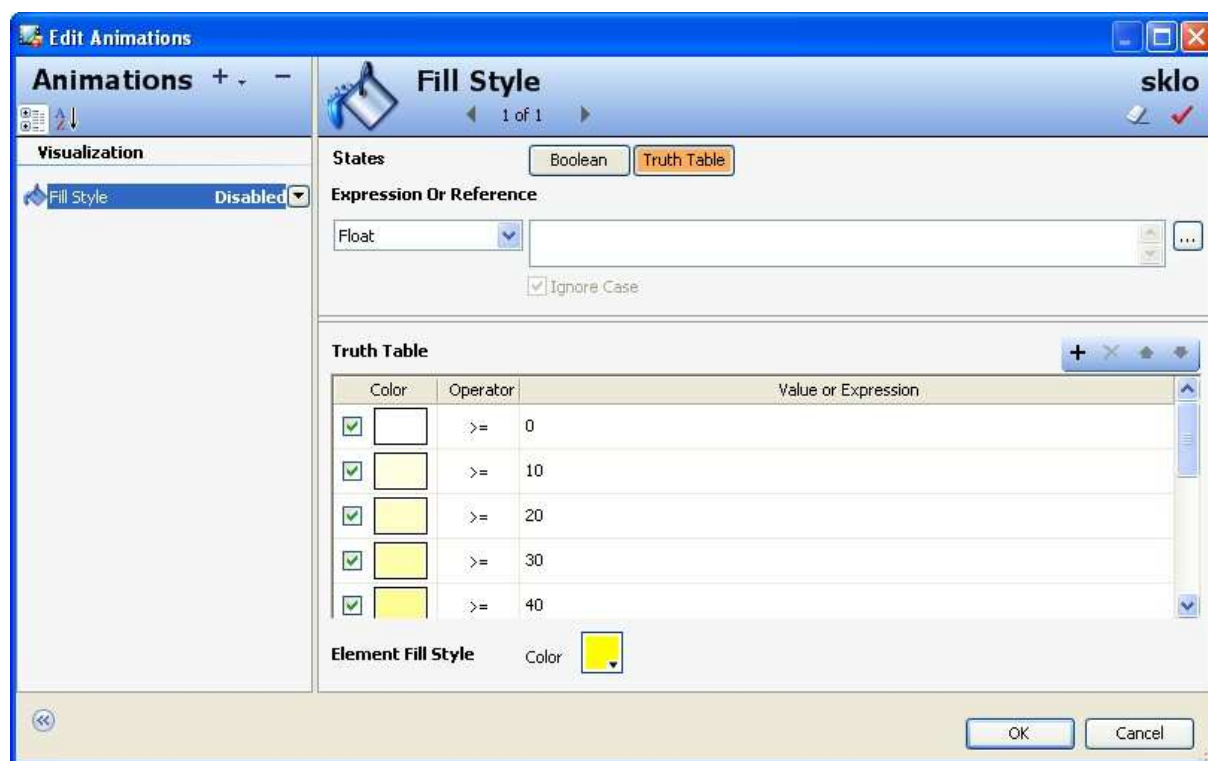 Edit Animations
Animations
Visualization
Fill Style Disabled
Fill Style
1 of 1
sklo
States Boolean Truth Table
Expression Or Reference
Float ...
Ignore Case
Truth Table
Color Operator Value or Expression
>= 0
>= 10
>= 20
>= 30
>= 40
Element Fill Style Color
OK Cancel